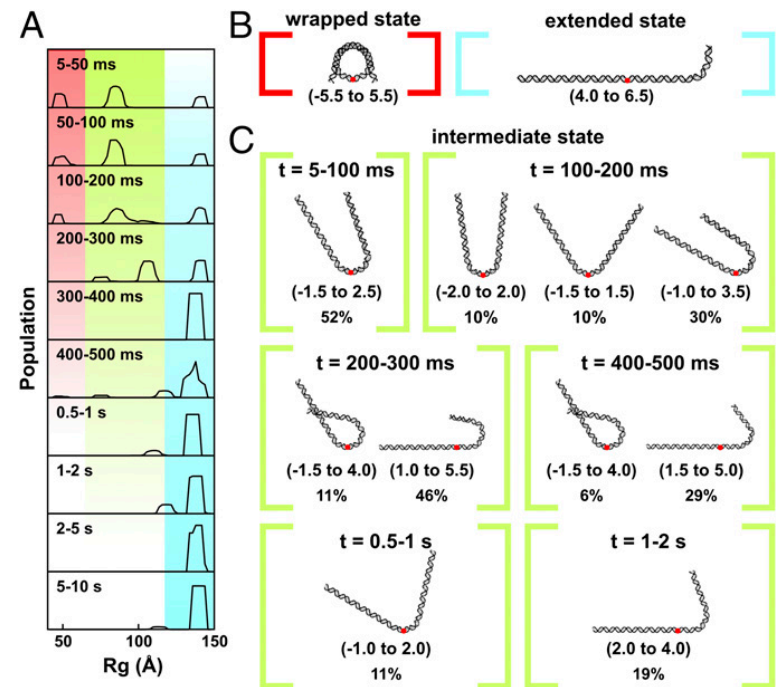 A
5-50 ms
50-100 ms
100-200 ms
200-300 ms
300-400 ms
400-500 ms
0.5-1 s
1-2 s
2-5 s
5-10 s
Population
50 100 150
Rg (Å)
B
wrapped state
(-5.5 to 5.5)
extended state
(4.0 to 6.5)
C
intermediate state
t = 5-100 ms
(-1.5 to 2.5)
52%
t = 100-200 ms
(-2.0 to 2.0) (-1.5 to 1.5) (-1.0 to 3.5)
10% 10% 30%
t = 200-300 ms
(-1.5 to 4.0) (1.0 to 5.5)
11% 46%
t = 400-500 ms
(-1.5 to 4.0) (1.5 to 5.0)
6% 29%
t = 0.5-1 s
(-1.0 to 2.0)
11%
t = 1-2 s
(2.0 to 4.0)
19%